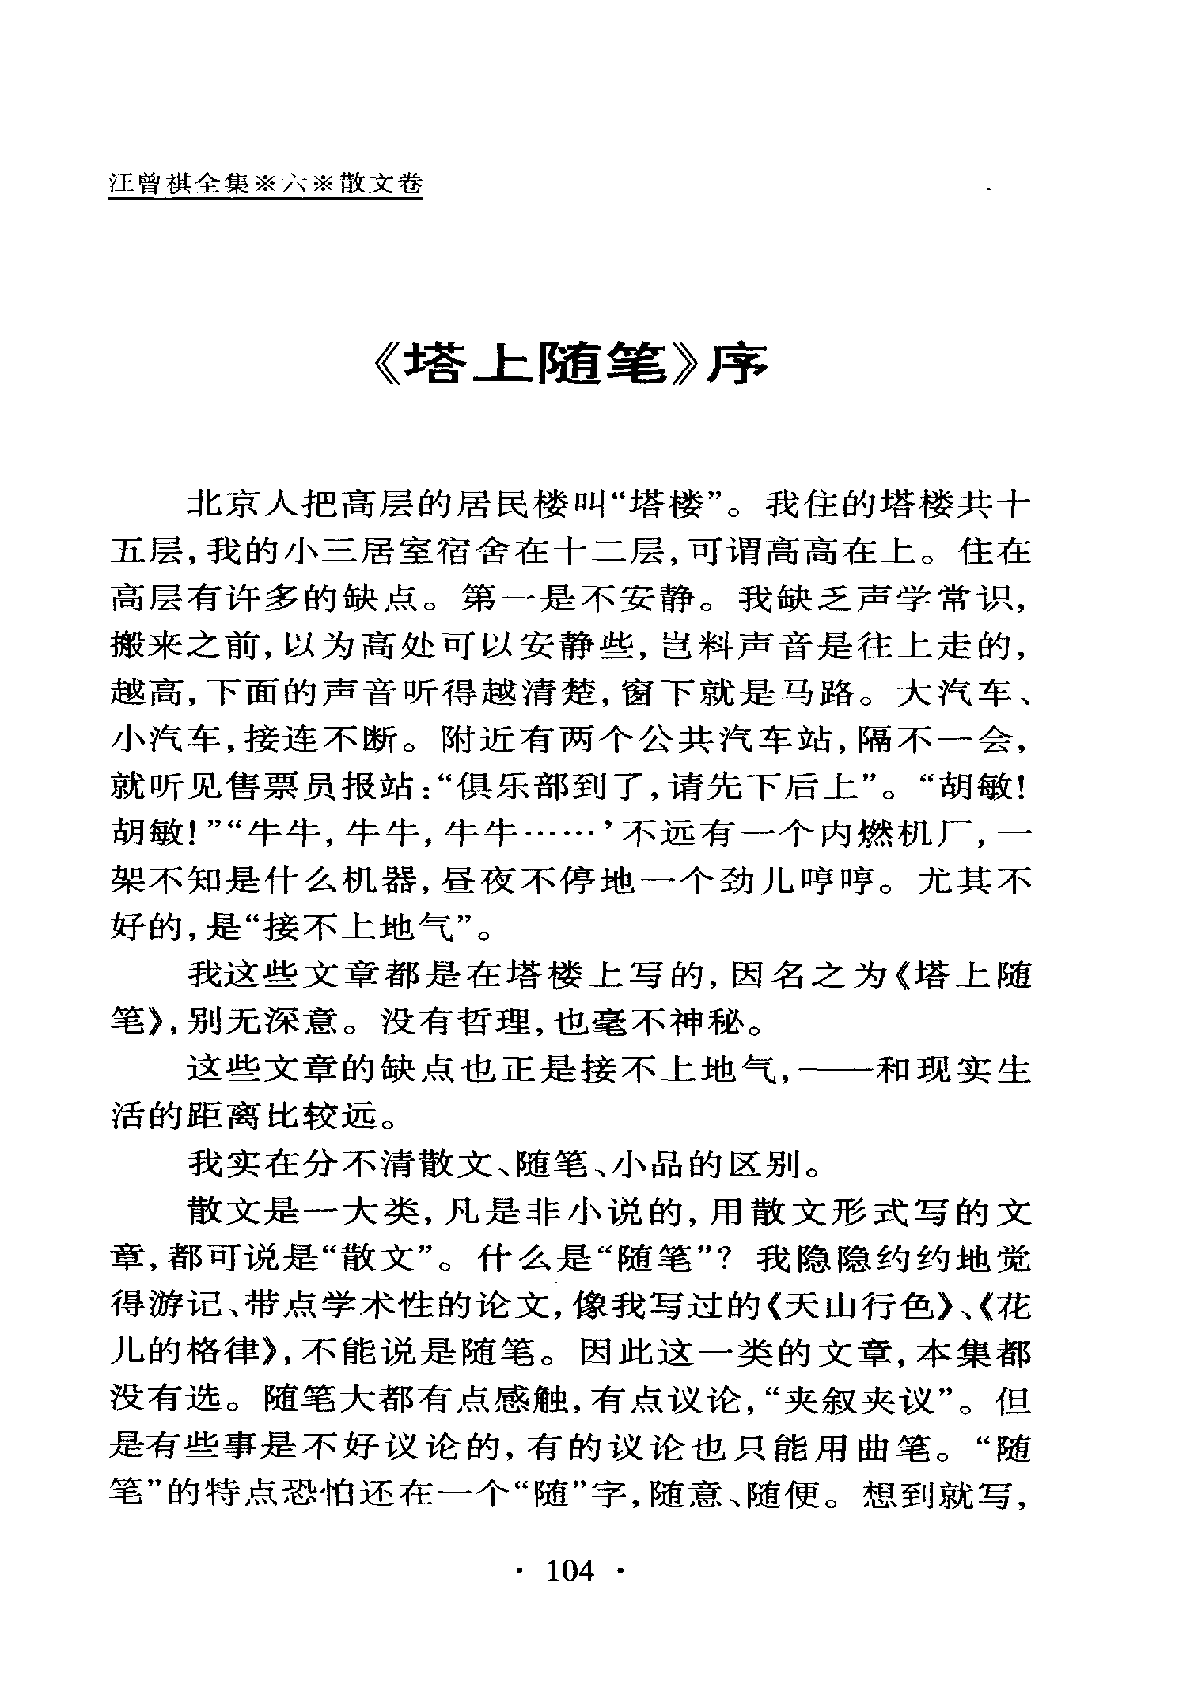 汪曾祺全集※六※散文卷
《塔上随笔》序
北京人把高层的居民楼叫“塔楼”。我住的塔楼共十
五层,我的小三居室宿舍在十二层,可谓高高在上。住在
高层有许多的缺点。第一是不安静。我缺乏声学常识,
搬来之前,以为高处可以安静些,岂料声音是往上走的,
越高,下面的声音听得越清楚,窗下就是马路。大汽车、
小汽车,接连不断。附近有两个公共汽车站,隔不一会,
就听见售票员报站:“俱乐部到了,请先下后上”。“胡敏!
胡敏!”“牛牛,牛牛,牛牛……’不远有一个内燃机厂,一
架不知是什么机器,昼夜不停地一个劲儿哼哼。尤其不
好的,是“接不上地气”。
我这些文章都是在塔楼上写的,因名之为《塔上随
笔》,别无深意。没有哲理,也毫不神秘。
这些文章的缺点也正是接不上地气,——和现实生
活的距离比较远。
我实在分不清散文、随笔、小品的区别。
散文是一大类,凡是非小说的,用散文形式写的文
章,都可说是“散文”。什么是“随笔”?我隐隐约约地觉
得游记、带点学术性的论文,像我写过的《天山行色》、《花
儿的格律》,不能说是随笔。因此这一类的文章,本集都
没有选。随笔大都有点感触,有点议论,“夹叙夹议”。但
是有些事是不好议论的,有的议论也只能用曲笔。“随
笔”的特点恐怕还在一个“随”字,随意、随便。想到就写,
· 104 ·